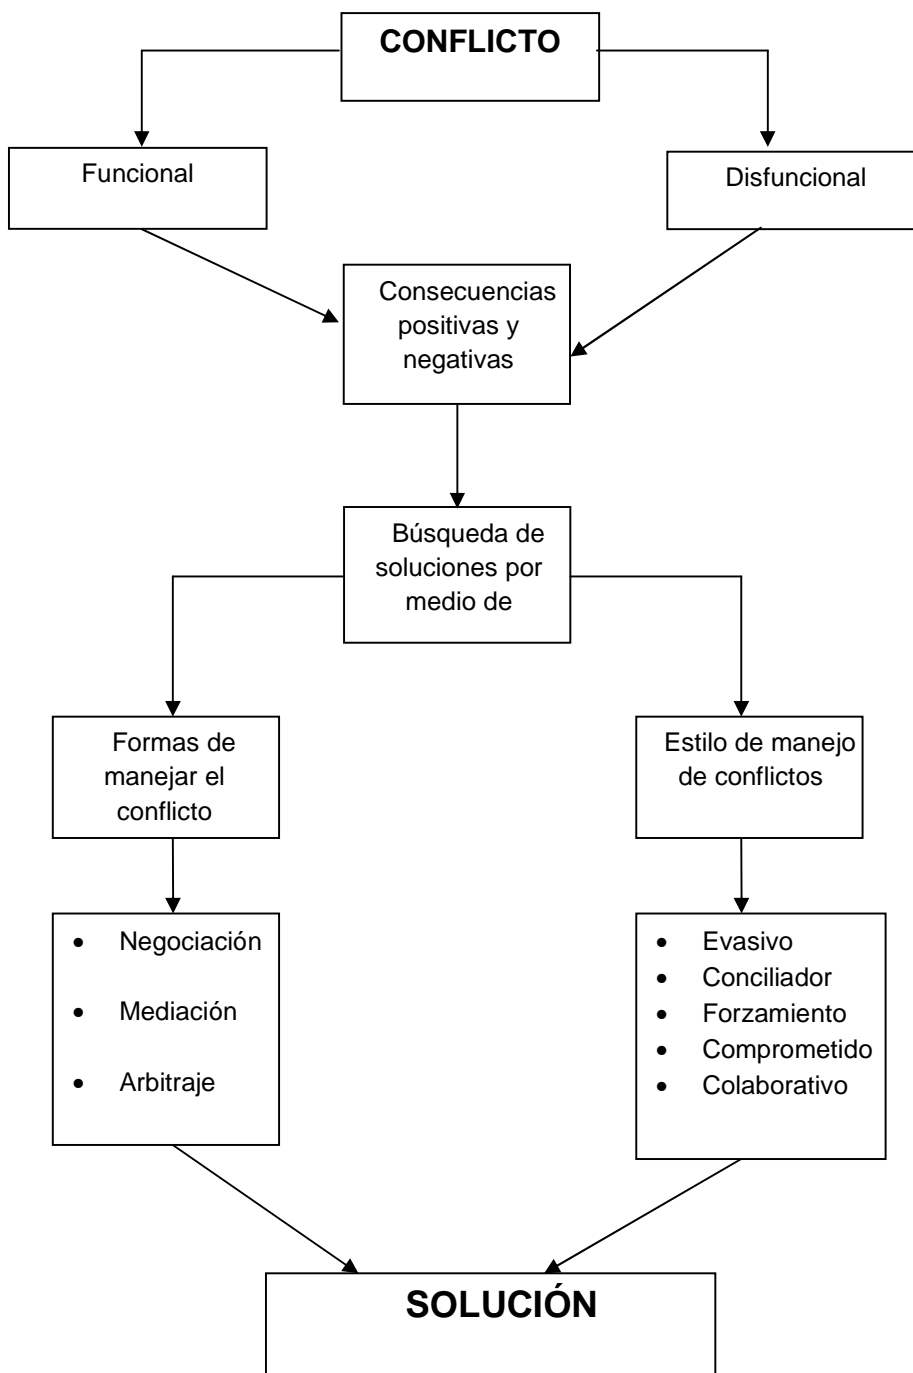 CONFLICTO
Funcional
Disfuncional
Consecuencias
positivas y
negativas
Búsqueda de
soluciones por
medio de
Formas de
manejar el
conflicto
Estilo de manejo
de conflictos
• Negociación
• Mediación
• Arbitraje
• Evasivo
• Conciliador
• Forzamiento
• Comprometido
• Colaborativo
SOLUCIÓN